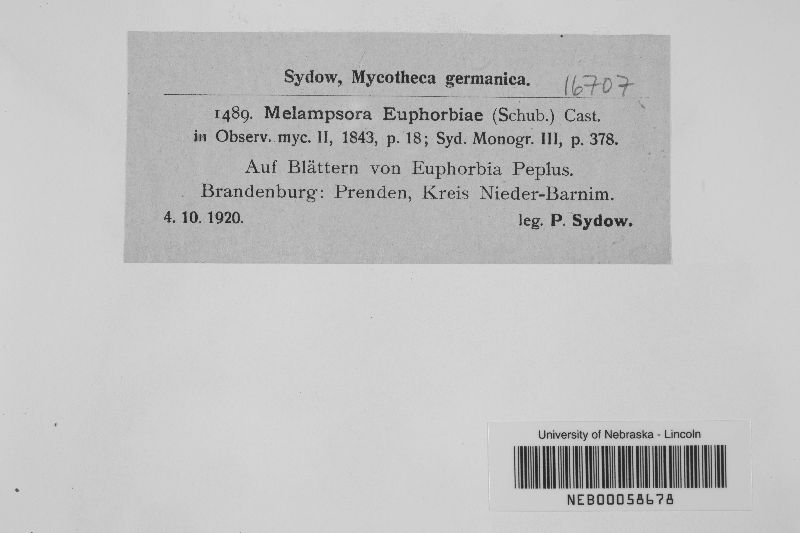 Sydow, Mycotheca germanica. 16707
1489. Melampsora Euphorbiae (Schub.) Cast.
in Observ. myc. II, 1843, p. 18; Syd. Monogr. III, p. 378.
Auf Blättern von Euphorbia Peplus.
Brandenburg: Prenden, Kreis Nieder-Barnim.
4. 10. 1920. leg. P. Sydow.
University of Nebraska - Lincoln
NEB00058678